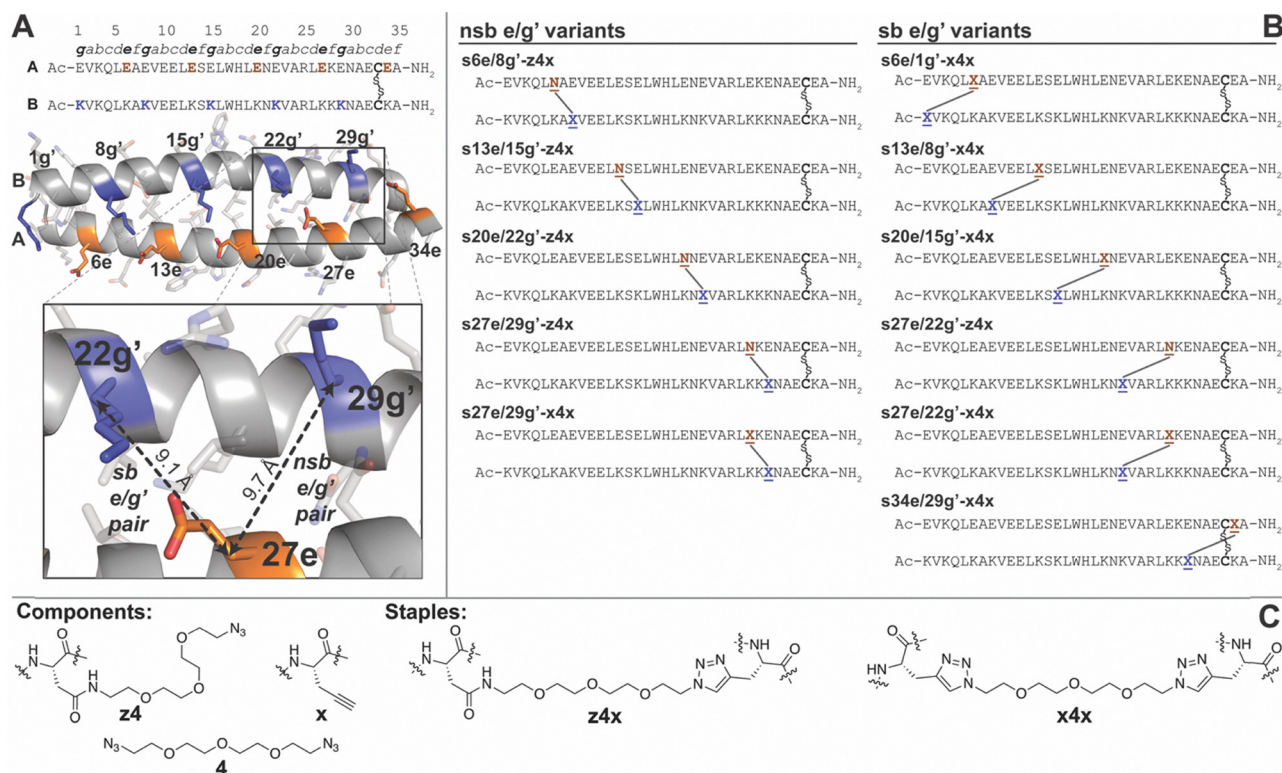 A
1 5 10 15 20 25 30 35
gabcdefgabcdefgabcdefgabcdefgabcdef
A Ac-EVKQLEAEVEELESELWHLENEVARLEKENAECEA-NH2
S
S
B Ac-KVKQLKAKVEELKSKLWHLKNKVARLKKKNAECKA-NH2
1g' 8g' 15g' 22g' 29g'
B
A
6e 13e 20e 27e 34e
22g'
29g'
sb e/g' pair
9.1 Å
9.7 Å
nsb e/g' pair
27e
B
nsb e/g' variants
s6e/8g'-z4x
Ac-EVKQLNAEVEELESELWHLENEVARLEKENAECEA-NH2
S
S
Ac-KVKQLKAXVEELKSKLWHLKNKVARLKKKNAECKA-NH2
s13e/15g'-z4x
Ac-EVKQLEAEVEELNSELWHLENEVARLEKENAECEA-NH2
S
S
Ac-KVKQLKAKVEELKSXLWHLKNKVARLKKKNAECKA-NH2
s20e/22g'-z4x
Ac-EVKQLEAEVEELESELWHLNNEVARLEKENAECEA-NH2
S
S
Ac-KVKQLKAKVEELKSKLWHLKNXVARLKKKNAECKA-NH2
s27e/29g'-z4x
Ac-EVKQLEAEVEELESELWHLENEVARLNKENAECEA-NH2
S
S
Ac-KVKQLKAKVEELKSKLWHLKNKVARLKKXNAECKA-NH2
s27e/29g'-x4x
Ac-EVKQLEAEVEELESELWHLENEVARLXKENAECEA-NH2
S
S
Ac-KVKQLKAKVEELKSKLWHLKNKVARLKKXNAECKA-NH2
sb e/g' variants
s6e/1g'-x4x
Ac-EVKQLXAEVEELESELWHLENEVARLEKENAECEA-NH2
S
S
Ac-XVKQLKAKVEELKSKLWHLKNKVARLKKKNAECKA-NH2
s13e/8g'-x4x
Ac-EVKQLEAEVEELXSELWHLENEVARLEKENAECEA-NH2
S
S
Ac-KVKQLKAXVEELKSKLWHLKNKVARLKKKNAECKA-NH2
s20e/15g'-x4x
Ac-EVKQLEAEVEELESELWHLXNEVARLEKENAECEA-NH2
S
S
Ac-KVKQLKAKVEELKSXLWHLKNKVARLKKKNAECKA-NH2
s27e/22g'-z4x
Ac-EVKQLEAEVEELESELWHLENEVARLNKENAECEA-NH2
S
S
Ac-KVKQLKAKVEELKSKLWHLKNXVARLKKKNAECKA-NH2
s27e/22g'-x4x
Ac-EVKQLEAEVEELESELWHLENEVARLXKENAECEA-NH2
S
S
Ac-KVKQLKAKVEELKSKLWHLKNXVARLKKKNAECKA-NH2
s34e/29g'-x4x
Ac-EVKQLEAEVEELESELWHLENEVARLEKENAECXA-NH2
S
S
Ac-KVKQLKAKVEELKSKLWHLKNKVARLKKXNAECKA-NH2
C
Components:
H N O O NH O O O N3
z4
H N O
x
N3 O O O N3
4
Staples:
H N O O H N O O O N N N NH O
z4x
O NH N N N O O O N N N NH O
x4x